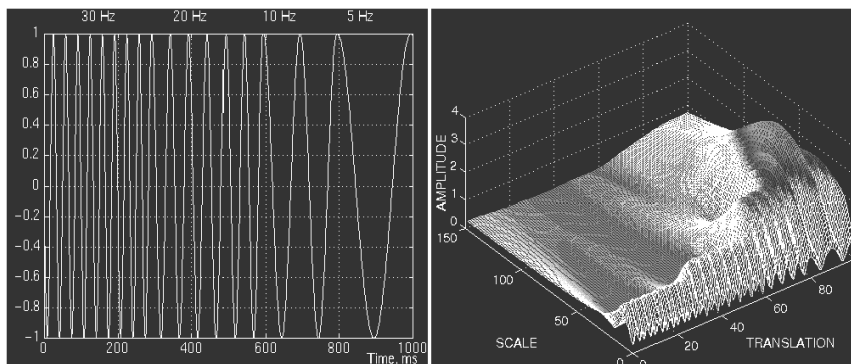 30 Hz 20 Hz 10 Hz 5 Hz
1
0.8
0.6
0.4
0.2
0
-0.2
-0.4
-0.6
-0.8
-1
0 200 400 600 800 1000
Time, ms
4
3
2
1
0
AMPLITUDE
150
100
50
0
SCALE
0 20 40 60 80
TRANSLATION